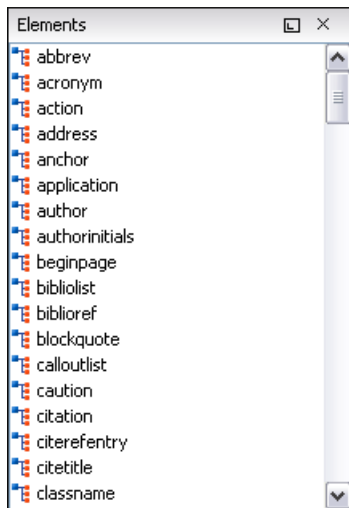 Elements
abbrev
acronym
action
address
anchor
application
author
authorinitials
beginpage
bibliolist
biblioref
blockquote
calloutlist
caution
citation
citerefentry
citetitle
classname